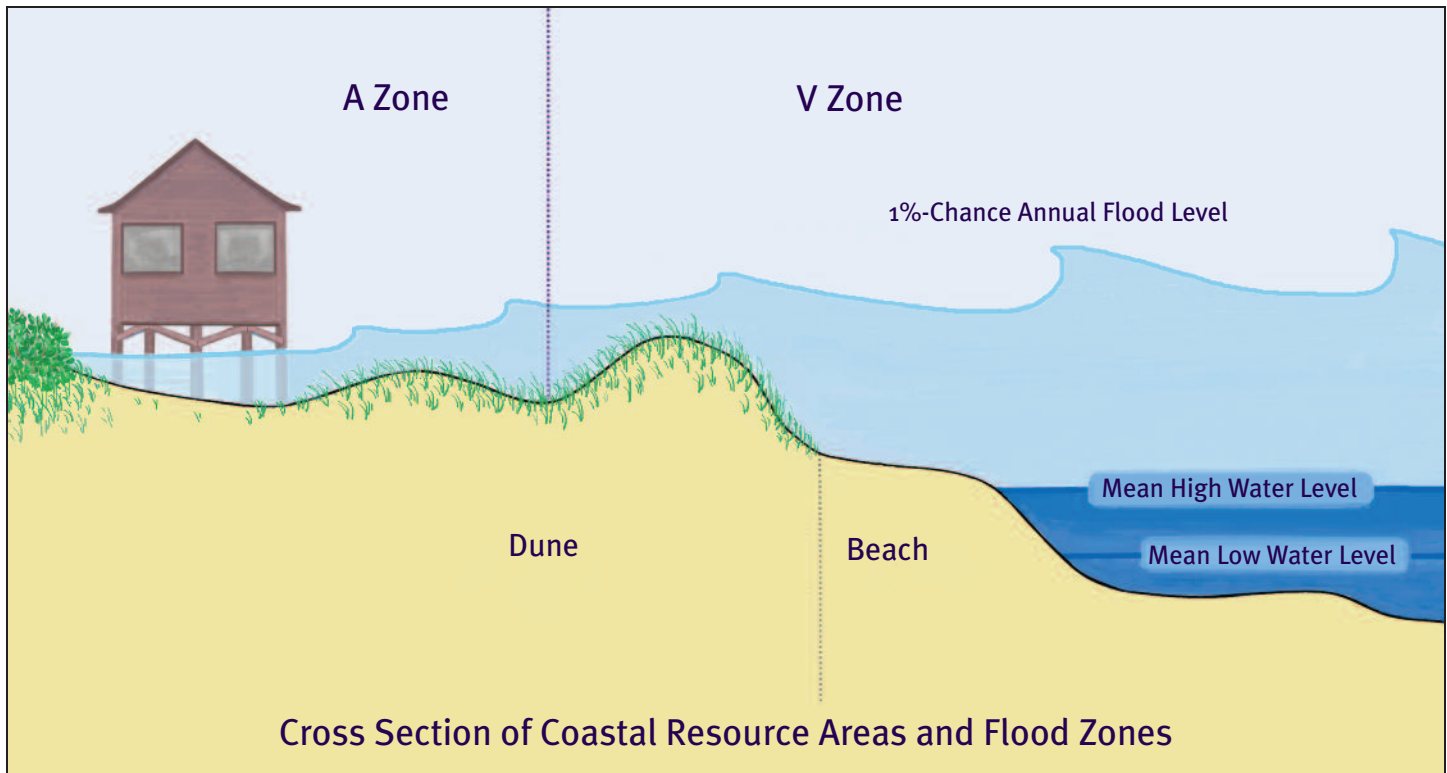 A Zone
V Zone
1%-Chance Annual Flood Level
Mean High Water Level
Dune
Beach
Mean Low Water Level
Cross Section of Coastal Resource Areas and Flood Zones